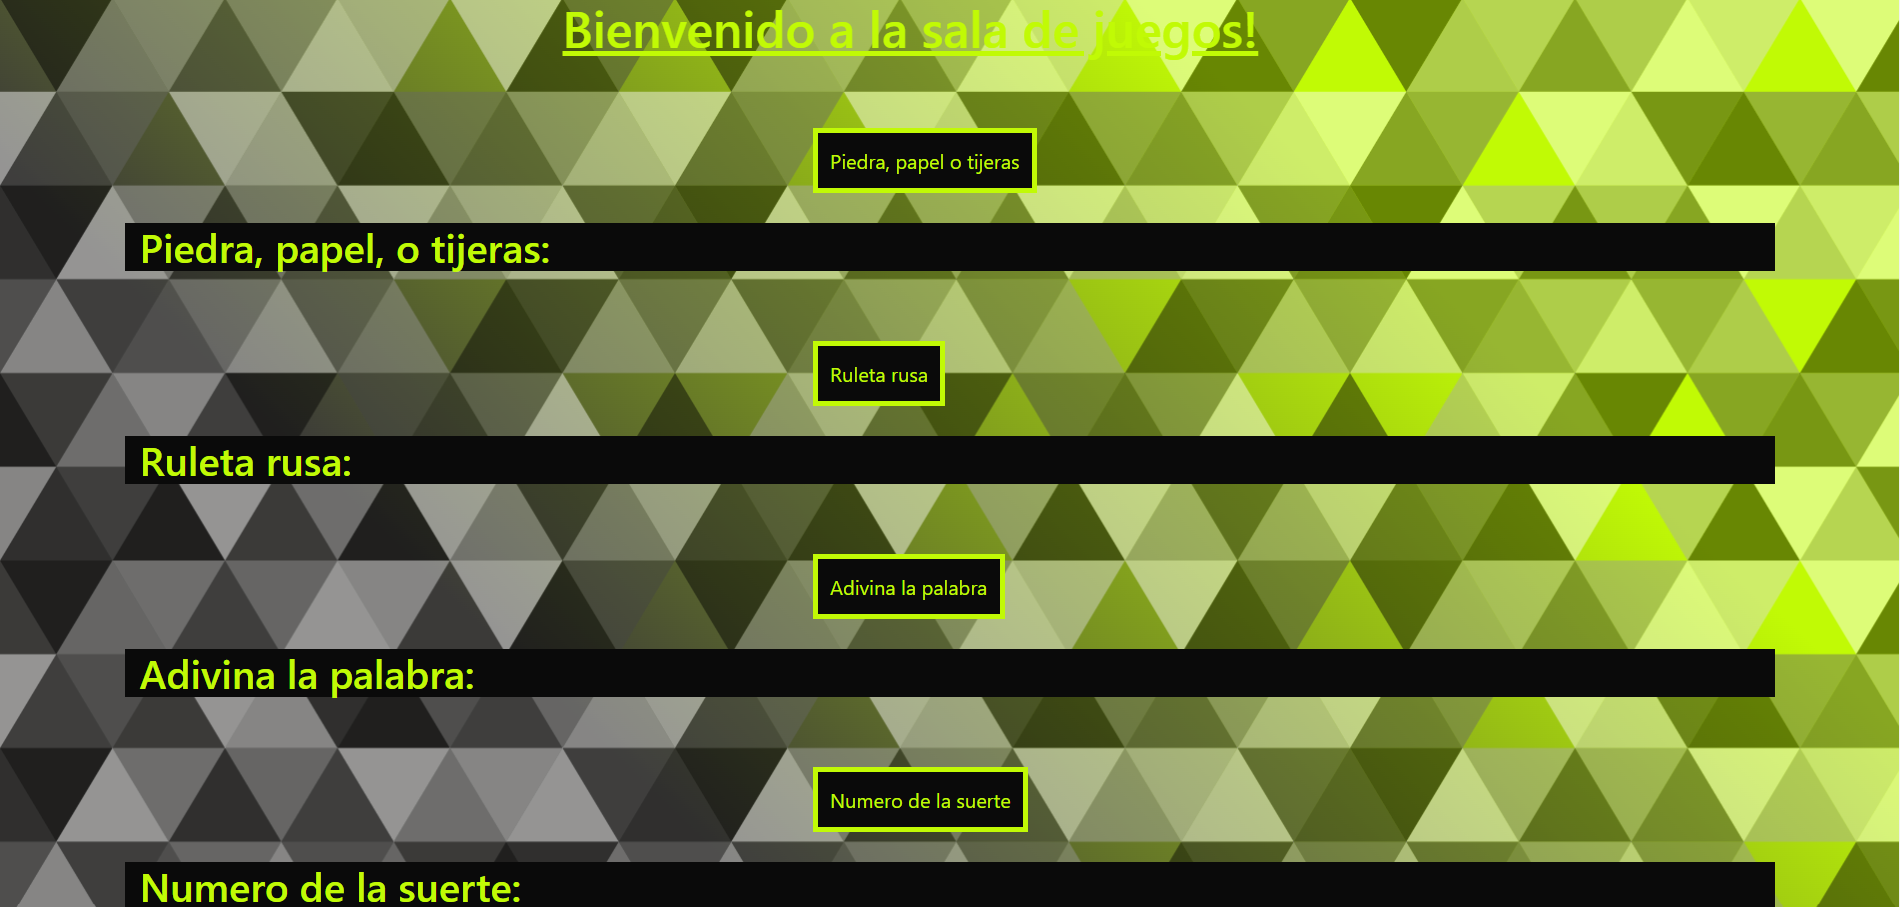 Bienvenido a la sala de juegos!
Piedra, papel o tijeras
Piedra, papel, o tijeras:
Ruleta rusa
Ruleta rusa:
Adivina la palabra
Adivina la palabra:
Numero de la suerte
Numero de la suerte: